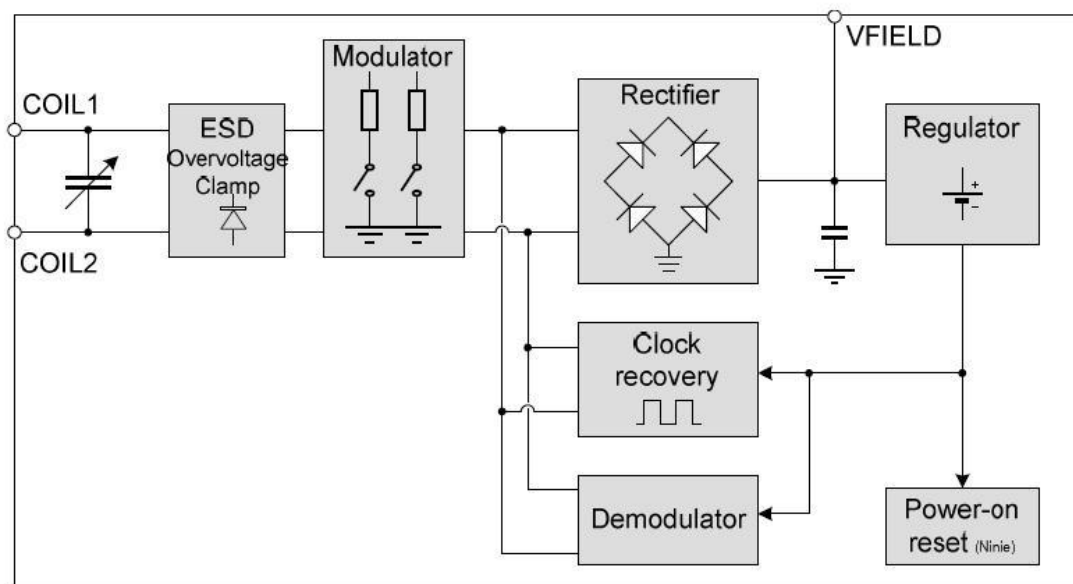 VFIELD
COIL1
COIL2
ESD
Overvoltage
Clamp
Modulator
Rectifier
Regulator
+
−
Clock
recovery
Demodulator
Power-on
reset (Ninie)